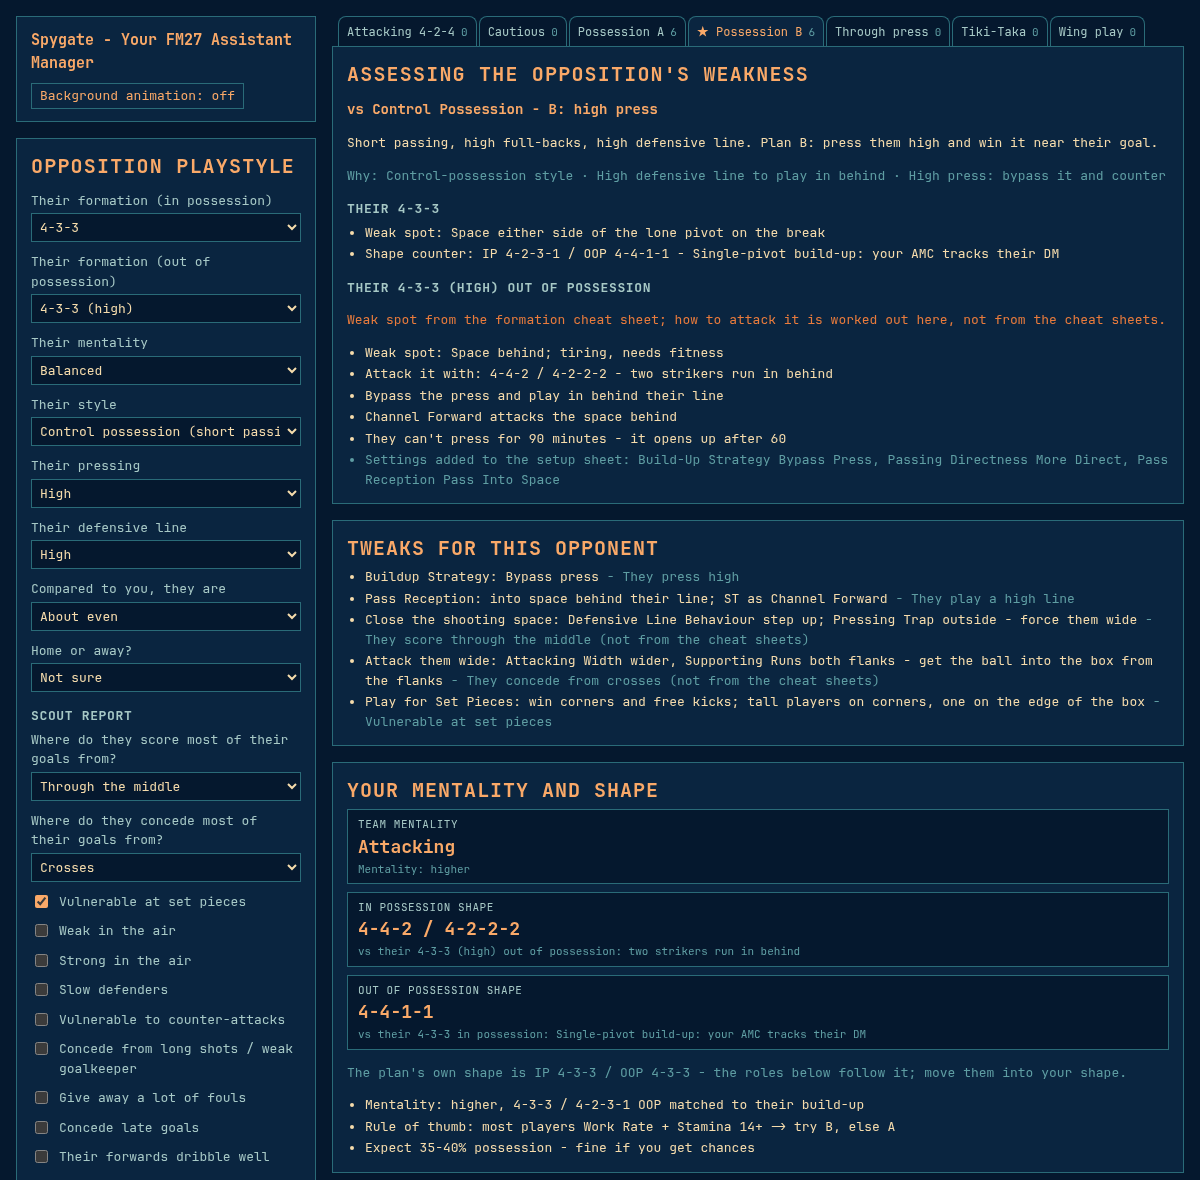 Spygate - Your FM27 Assistant
Manager
Background animation: off
OPPOSITION PLAYSTYLE
Their formation (in possession)
4-3-3
Their formation (out of
possession)
4-3-3 (high)
Their mentality
Balanced
Their style
Control possession (short passi
Their pressing
High
Their defensive line
High
Compared to you, they are
About even
Home or away?
Not sure
SCOUT REPORT
Where do they score most of their
goals from?
Through the middle
Where do they concede most of
their goals from?
Crosses
Vulnerable at set pieces
Weak in the air
Strong in the air
Slow defenders
Vulnerable to counter-attacks
Concede from long shots / weak
goalkeeper
Give away a lot of fouls
Concede late goals
Their forwards dribble well
Attacking 4-2-4 0
Cautious 0
Possession A 6
★ Possession B 6
Through press 0
Tiki-Taka 0
Wing play 0
ASSESSING THE OPPOSITION'S WEAKNESS
vs Control Possession - B: high press
Short passing, high full-backs, high defensive line. Plan B: press them high and win it near their goal.
Why: Control-possession style · High defensive line to play in behind · High press: bypass it and counter
THEIR 4-3-3
• Weak spot: Space either side of the lone pivot on the break
• Shape counter: IP 4-2-3-1 / OOP 4-4-1-1 - Single-pivot build-up: your AMC tracks their DM
THEIR 4-3-3 (HIGH) OUT OF POSSESSION
Weak spot from the formation cheat sheet; how to attack it is worked out here, not from the cheat sheets.
• Weak spot: Space behind; tiring, needs fitness
• Attack it with: 4-4-2 / 4-2-2-2 - two strikers run in behind
• Bypass the press and play in behind their line
• Channel Forward attacks the space behind
• They can't press for 90 minutes - it opens up after 60
• Settings added to the setup sheet: Build-Up Strategy Bypass Press, Passing Directness More Direct, Pass
Reception Pass Into Space
TWEAKS FOR THIS OPPONENT
• Buildup Strategy: Bypass press - They press high
• Pass Reception: into space behind their line; ST as Channel Forward - They play a high line
• Close the shooting space: Defensive Line Behaviour step up; Pressing Trap outside - force them wide -
They score through the middle (not from the cheat sheets)
• Attack them wide: Attacking Width wider, Supporting Runs both flanks - get the ball into the box from
the flanks - They concede from crosses (not from the cheat sheets)
• Play for Set Pieces: win corners and free kicks; tall players on corners, one on the edge of the box -
Vulnerable at set pieces
YOUR MENTALITY AND SHAPE
TEAM MENTALITY
Attacking
Mentality: higher
IN POSSESSION SHAPE
4-4-2 / 4-2-2-2
vs their 4-3-3 (high) out of possession: two strikers run in behind
OUT OF POSSESSION SHAPE
4-4-1-1
vs their 4-3-3 in possession: Single-pivot build-up: your AMC tracks their DM
The plan's own shape is IP 4-3-3 / OOP 4-3-3 - the roles below follow it; move them into your shape.
• Mentality: higher, 4-3-3 / 4-2-3-1 OOP matched to their build-up
• Rule of thumb: most players Work Rate + Stamina 14+ → try B, else A
• Expect 35-40% possession - fine if you get chances